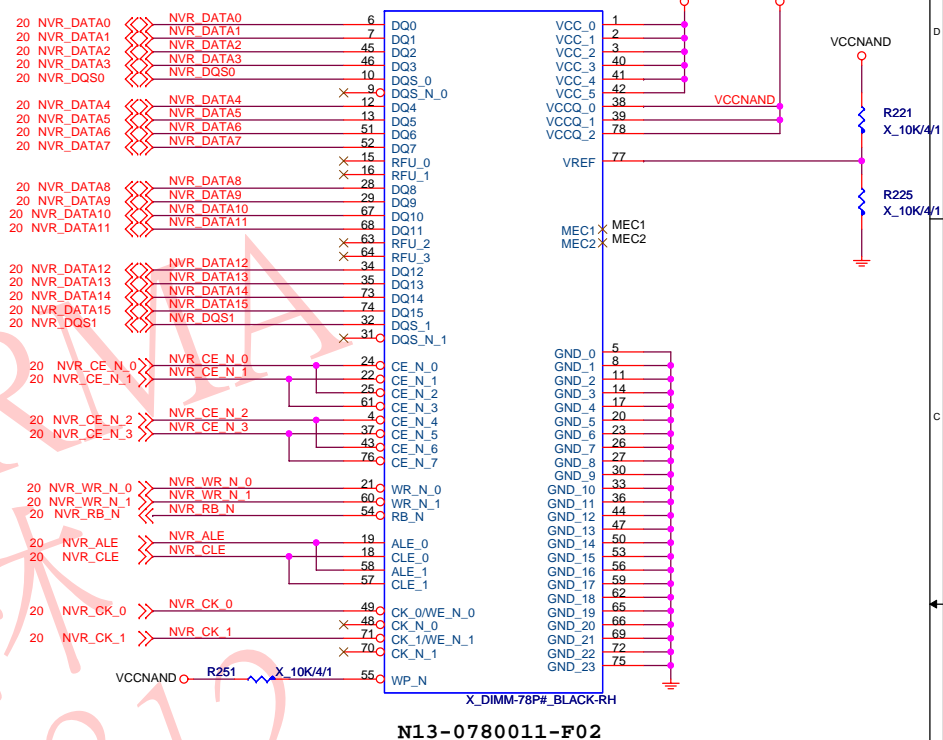 20 NVR_DATA0 NVR_DATA0 6 DQ0 VCC_0 1
20 NVR_DATA1 NVR_DATA1 7 DQ1 VCC_1 2
20 NVR_DATA2 NVR_DATA2 45 DQ2 VCC_2 3
20 NVR_DATA3 NVR_DATA3 46 DQ3 VCC_3 40
20 NVR_DQS0 NVR_DQS0 10 DQS_0 VCC_4 41
9 DQS_N_0 VCC_5 42
20 NVR_DATA4 NVR_DATA4 12 DQ4 VCCQ_0 38 VCCNAND
20 NVR_DATA5 NVR_DATA5 13 DQ5 VCCQ_1 39
20 NVR_DATA6 NVR_DATA6 51 DQ6 VCCQ_2 78
20 NVR_DATA7 NVR_DATA7 52 DQ7
15 RFU_0 VREF 77
16 RFU_1
20 NVR_DATA8 NVR_DATA8 28 DQ8
20 NVR_DATA9 NVR_DATA9 29 DQ9
20 NVR_DATA10 NVR_DATA10 67 DQ10
20 NVR_DATA11 NVR_DATA11 68 DQ11 MEC1 MEC1
63 RFU_2 MEC2 MEC2
64 RFU_3
20 NVR_DATA12 NVR_DATA12 34 DQ12
20 NVR_DATA13 NVR_DATA13 35 DQ13
20 NVR_DATA14 NVR_DATA14 73 DQ14
20 NVR_DATA15 NVR_DATA15 74 DQ15
20 NVR_DQS1 NVR_DQS1 32 DQS_1
31 DQS_N_1
GND_0 5
20 NVR_CE_N_0 NVR_CE_N_0 24 CE_N_0 GND_1 8
20 NVR_CE_N_1 NVR_CE_N_1 22 CE_N_1 GND_2 11
25 CE_N_2 GND_3 14
61 CE_N_3 GND_4 17
20 NVR_CE_N_2 NVR_CE_N_2 4 CE_N_4 GND_5 20
20 NVR_CE_N_3 NVR_CE_N_3 37 CE_N_5 GND_6 23
43 CE_N_6 GND_7 26
76 CE_N_7 GND_8 27
GND_9 30
20 NVR_WR_N_0 NVR_WR_N_0 21 WR_N_0 GND_10 33
20 NVR_WR_N_1 NVR_WR_N_1 60 WR_N_1 GND_11 36
20 NVR_RB_N NVR_RB_N 54 RB_N GND_12 44
GND_13 47
20 NVR_ALE NVR_ALE 19 ALE_0 GND_14 50
20 NVR_CLE NVR_CLE 18 CLE_0 GND_15 53
58 ALE_1 GND_16 56
57 CLE_1 GND_17 59
GND_18 62
20 NVR_CK_0 NVR_CK_0 49 CK_0/WE_N_0 GND_19 65
48 CK_N_0 GND_20 66
20 NVR_CK_1 NVR_CK_1 71 CK_1/WE_N_1 GND_21 69
70 CK_N_1 GND_22 72
GND_23 75
VCCNAND R251 X_10K/4/1 55 WP_N
X_DIMM-78P#_BLACK-RH
N13-0780011-F02
VCCNAND
R221
X_10K/4/1
R225
X_10K/4/1
D
C
RMA